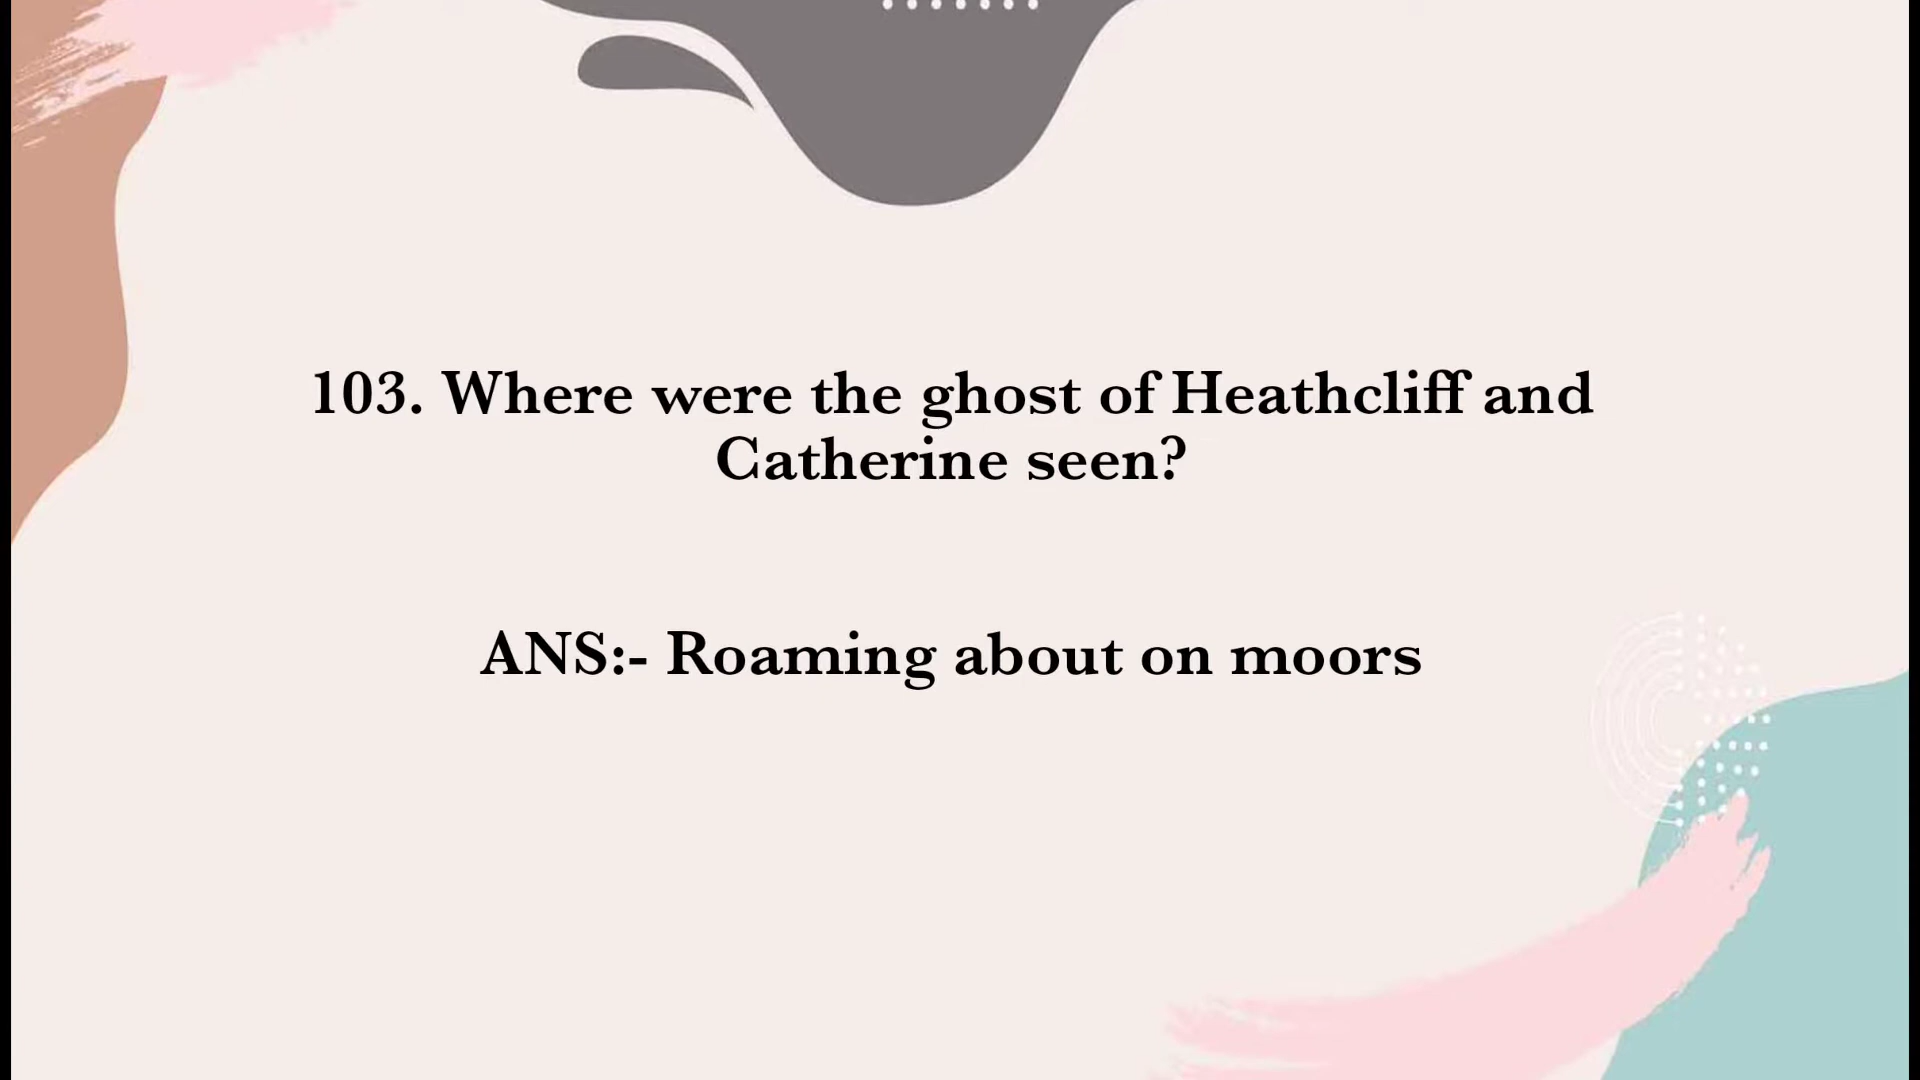 103. Where were the ghost of Heathcliff and
Catherine seen?
ANS:- Roaming about on moors